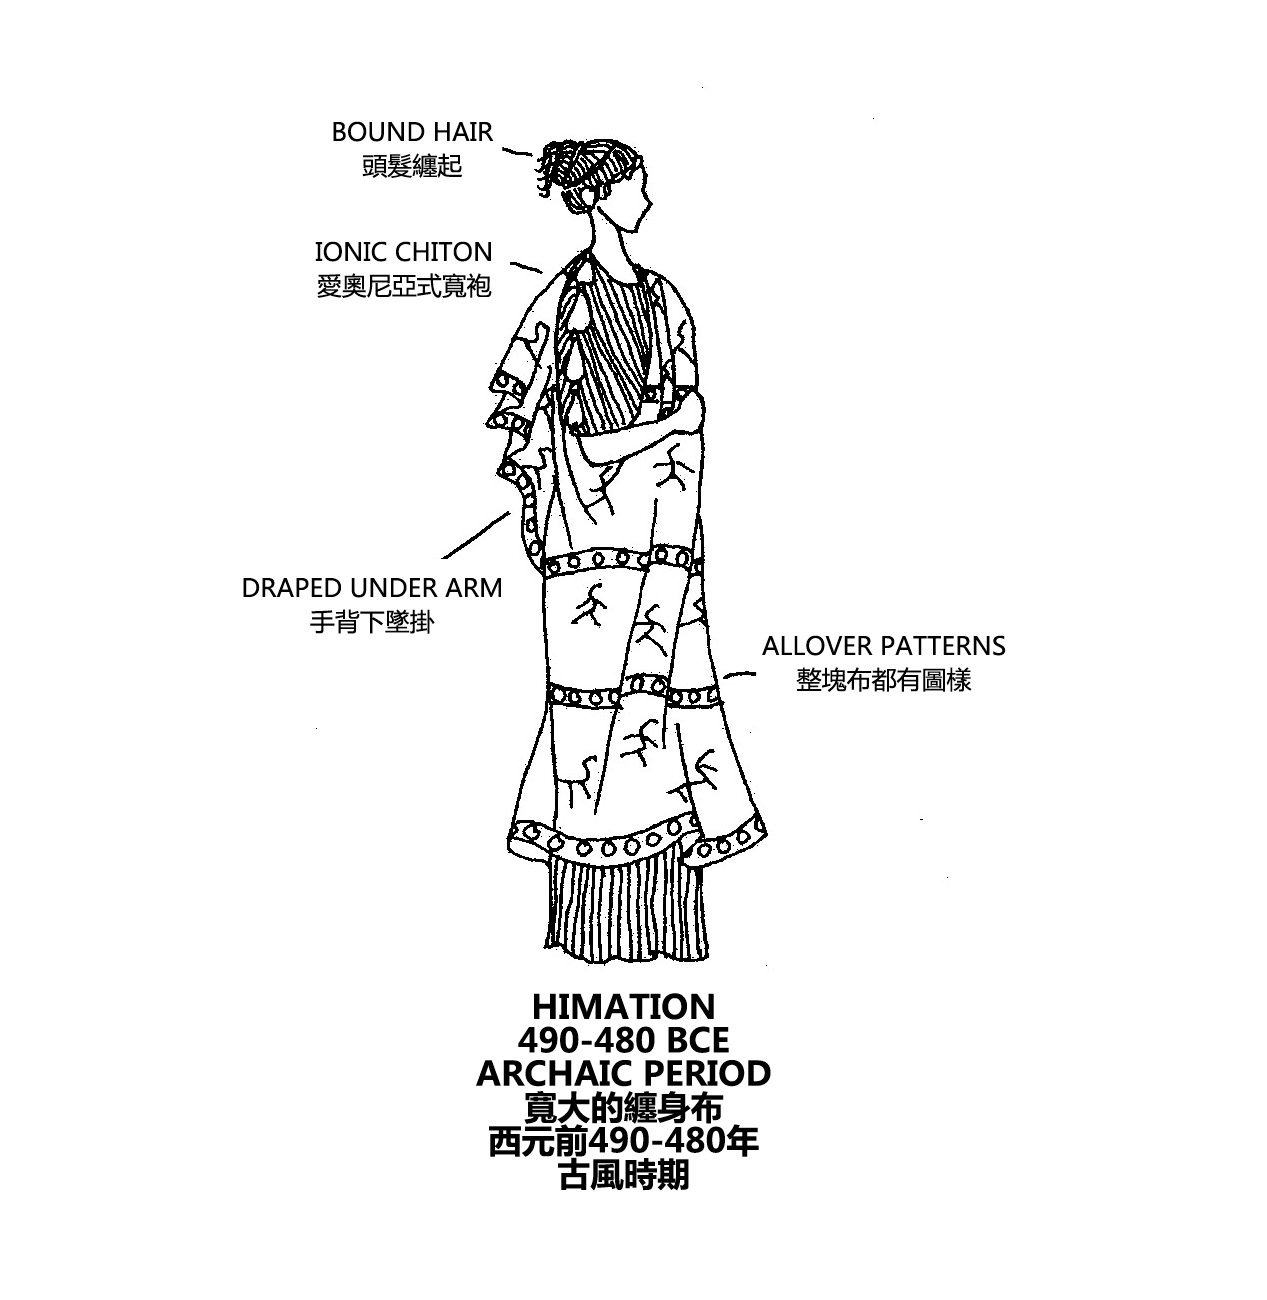 BOUND HAIR
頭髮纏起
IONIC CHITON
愛奧尼亞式寬袍
DRAPED UNDER ARM
手背下墜掛
ALLOVER PATTERNS
整塊布都有圖樣
HIMATION
490-480 BCE
ARCHAIC PERIOD
寬大的纏身布
西元前490-480年
古風時期